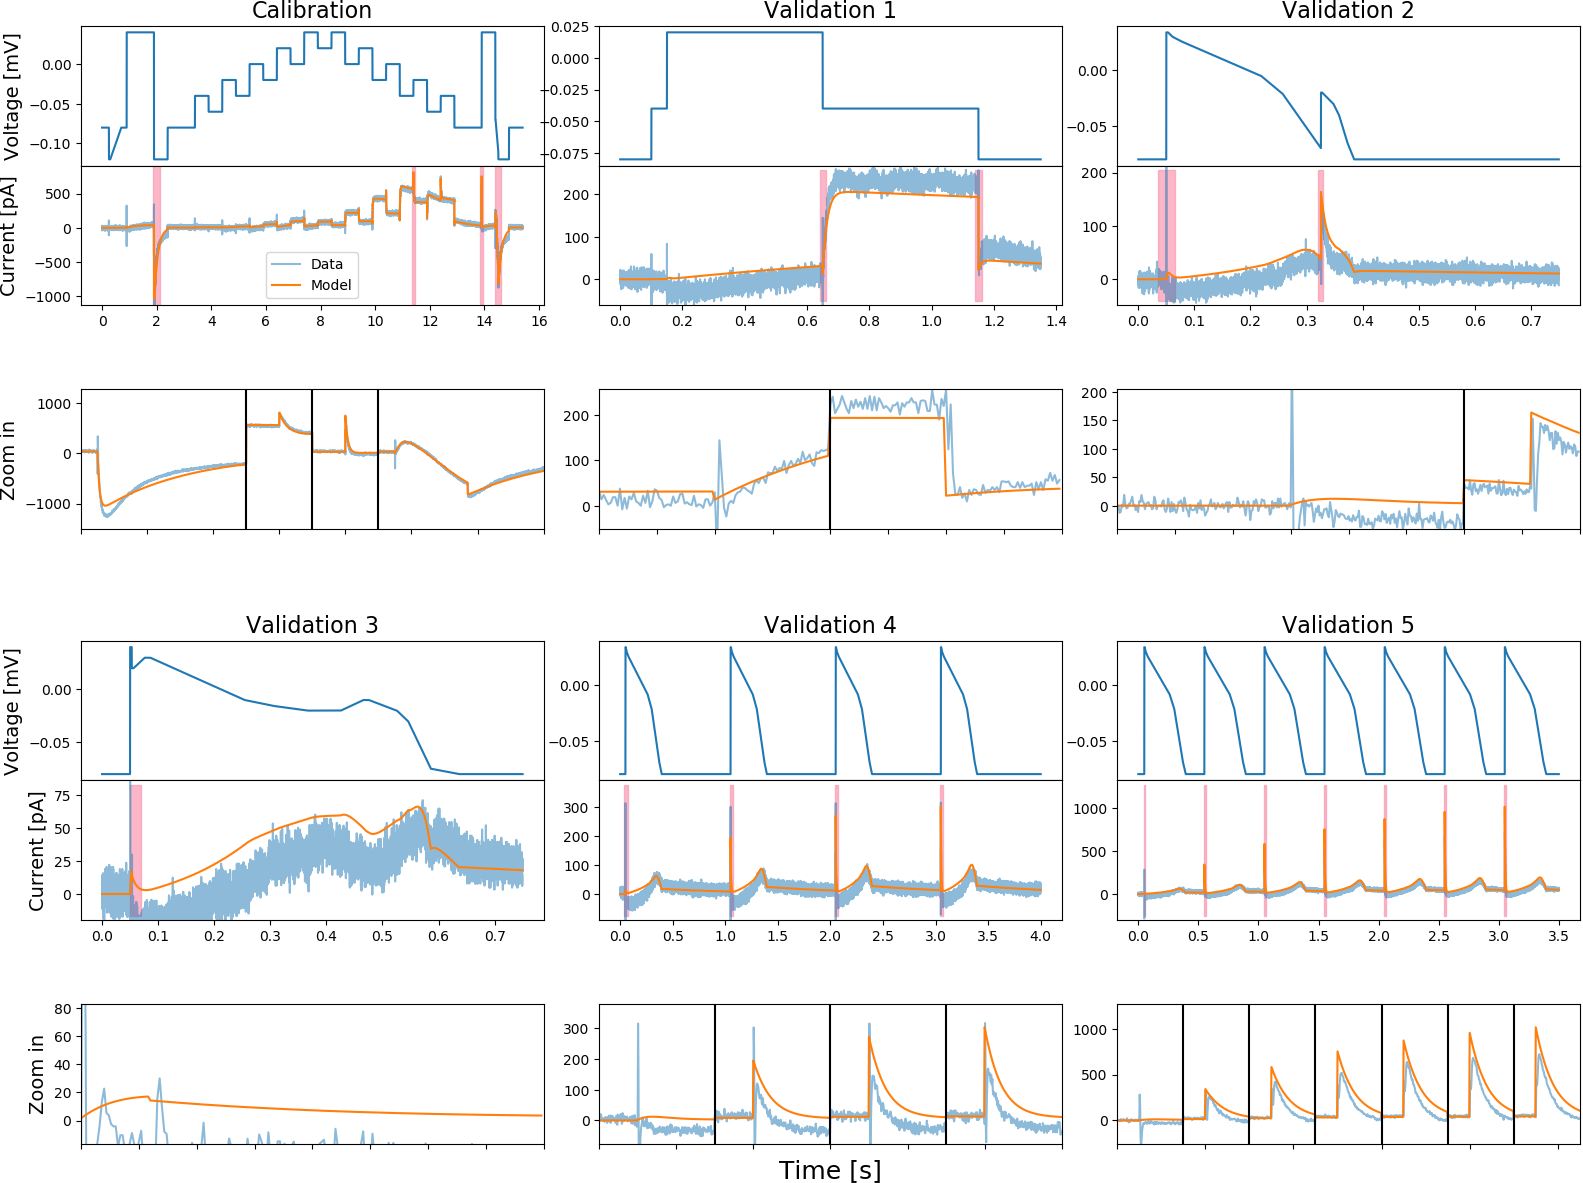 Calibration
Validation 1
Validation 2
Voltage [mV]
0.00
−0.05
−0.10
0.025
0.000
−0.025
−0.050
−0.075
0.00
−0.05
Current [pA]
500
0
−500
−1000
Data
Model
200
100
0
200
100
0
0 2 4 6 8 10 12 14 16
0.0 0.2 0.4 0.6 0.8 1.0 1.2 1.4
0.0 0.1 0.2 0.3 0.4 0.5 0.6 0.7
Zoom in
1000
0
−1000
200
100
0
200
150
100
50
0
Validation 3
Validation 4
Validation 5
Voltage [mV]
0.00
−0.05
0.00
−0.05
0.00
−0.05
Current [pA]
75
50
25
0
300
200
100
0
1000
500
0
0.0 0.1 0.2 0.3 0.4 0.5 0.6 0.7
0.0 0.5 1.0 1.5 2.0 2.5 3.0 3.5 4.0
0.0 0.5 1.0 1.5 2.0 2.5 3.0 3.5
Zoom in
80
60
40
20
0
300
200
100
0
1000
500
0
Time [s]